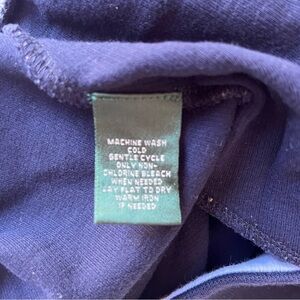 MACHINE WASH
COLD
GENTLE CYCLE
ONLY NON-
CHLORINE BLEACH
WHEN NEEDED
LAY FLAT TO DRY
WARM IRON
IF NEEDED